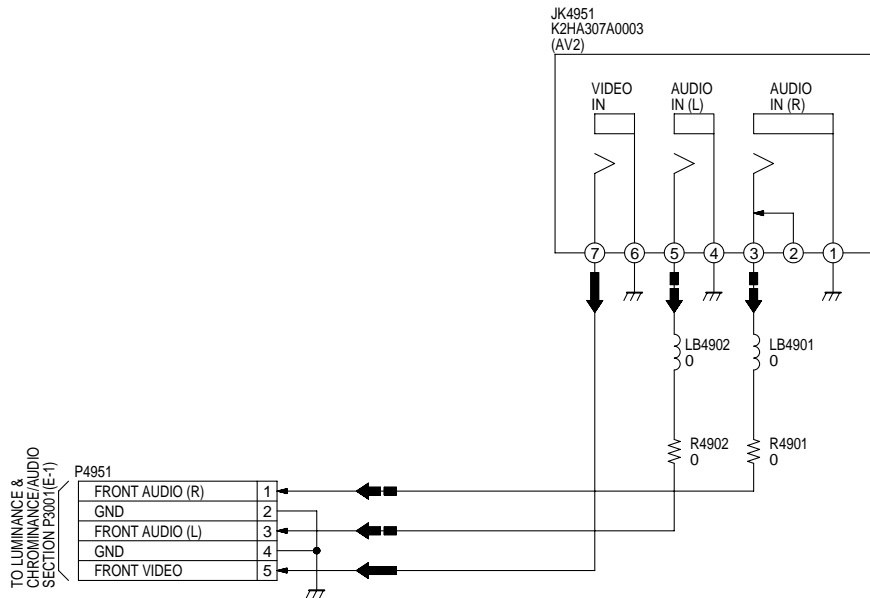 JK4951
K2HA307A0003
(AV2)
VIDEO
IN
AUDIO
IN (L)
AUDIO
IN (R)
7
6
5
4
3
2
1
LB4902
0
LB4901
0
R4902
0
R4901
0
TO LUMINANCE &
CHROMINANCE/AUDIO
SECTION P3001(E-1)
P4951
FRONT AUDIO (R) 1
GND 2
FRONT AUDIO (L) 3
GND 4
FRONT VIDEO 5